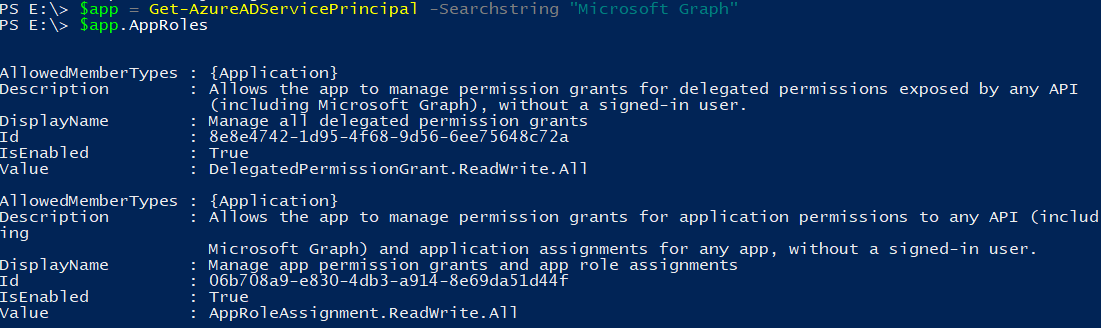 PS E:\> $app = Get-AzureADServicePrincipal -Searchstring "Microsoft Graph"
PS E:\> $app.AppRoles
AllowedMemberTypes : {Application}
Description        : Allows the app to manage permission grants for delegated permissions exposed by any API
                     (including Microsoft Graph), without a signed-in user.
DisplayName        : Manage all delegated permission grants
Id                 : 8e8e4742-1d95-4f68-9d56-6ee75648c72a
IsEnabled          : True
Value              : DelegatedPermissionGrant.ReadWrite.All
AllowedMemberTypes : {Application}
Description        : Allows the app to manage permission grants for application permissions to any API (includ
ing
                     Microsoft Graph) and application assignments for any app, without a signed-in user.
DisplayName        : Manage app permission grants and app role assignments
Id                 : 06b708a9-e830-4db3-a914-8e69da51d44f
IsEnabled          : True
Value              : AppRoleAssignment.ReadWrite.All